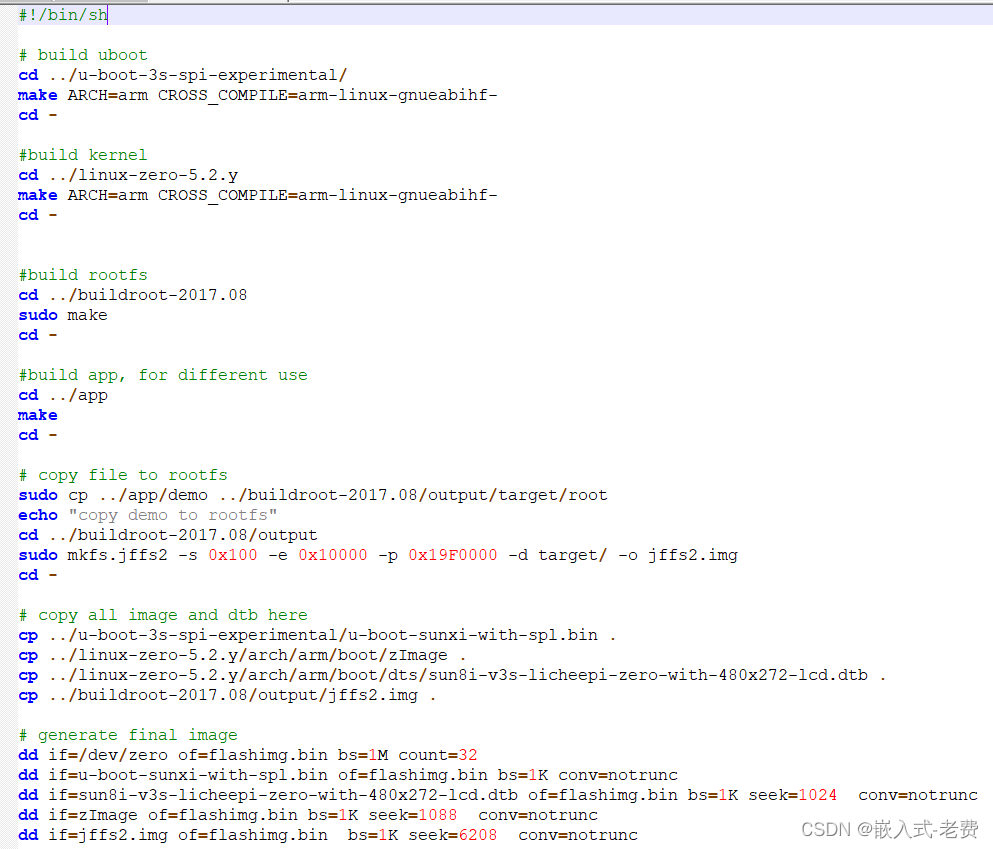 #!/bin/sh
# build uboot
cd ../u-boot-3s-spi-experimental/
make ARCH=arm CROSS_COMPILE=arm-linux-gnueabihf-
cd -
#build kernel
cd ../linux-zero-5.2.y
make ARCH=arm CROSS_COMPILE=arm-linux-gnueabihf-
cd -
#build rootfs
cd ../buildroot-2017.08
sudo make
cd -
#build app, for different use
cd ../app
make
cd -
# copy file to rootfs
sudo cp ../app/demo ../buildroot-2017.08/output/target/root
echo "copy demo to rootfs"
cd ../buildroot-2017.08/output
sudo mkfs.jffs2 -s 0x100 -e 0x10000 -p 0x19F0000 -d target/ -o jffs2.img
cd -
# copy all image and dtb here
cp ../u-boot-3s-spi-experimental/u-boot-sunxi-with-spl.bin .
cp ../linux-zero-5.2.y/arch/arm/boot/zImage .
cp ../linux-zero-5.2.y/arch/arm/boot/dts/sun8i-v3s-licheepi-zero-with-480x272-lcd.dtb .
cp ../buildroot-2017.08/output/jffs2.img .
# generate final image
dd if=/dev/zero of=flashimg.bin bs=1M count=32
dd if=u-boot-sunxi-with-spl.bin of=flashimg.bin bs=1K conv=notrunc
dd if=sun8i-v3s-licheepi-zero-with-480x272-lcd.dtb of=flashimg.bin bs=1K seek=1024  conv=notrunc
dd if=zImage of=flashimg.bin bs=1K seek=1088  conv=notrunc
dd if=jffs2.img of=flashimg.bin  bs=1K seek=6208  conv=notrunc
CSDN @嵌入式-老费